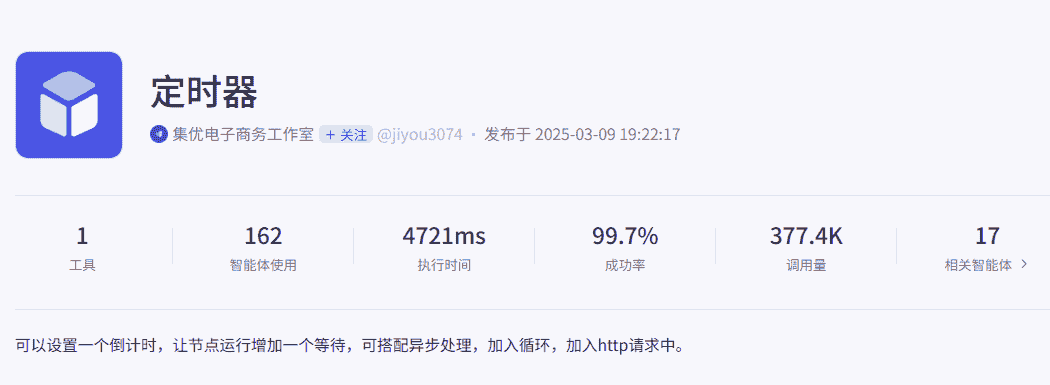 定时器
集优电子商务工作室 + 关注 @jiyou3074 · 发布于 2025-03-09 19:22:17
1 162 4721ms 99.7% 377.4K 17
工具 智能体使用 执行时间 成功率 调用量 相关智能体 >
可以设置一个倒计时，让节点运行增加一个等待，可搭配异步处理，加入循环，加入http请求中。